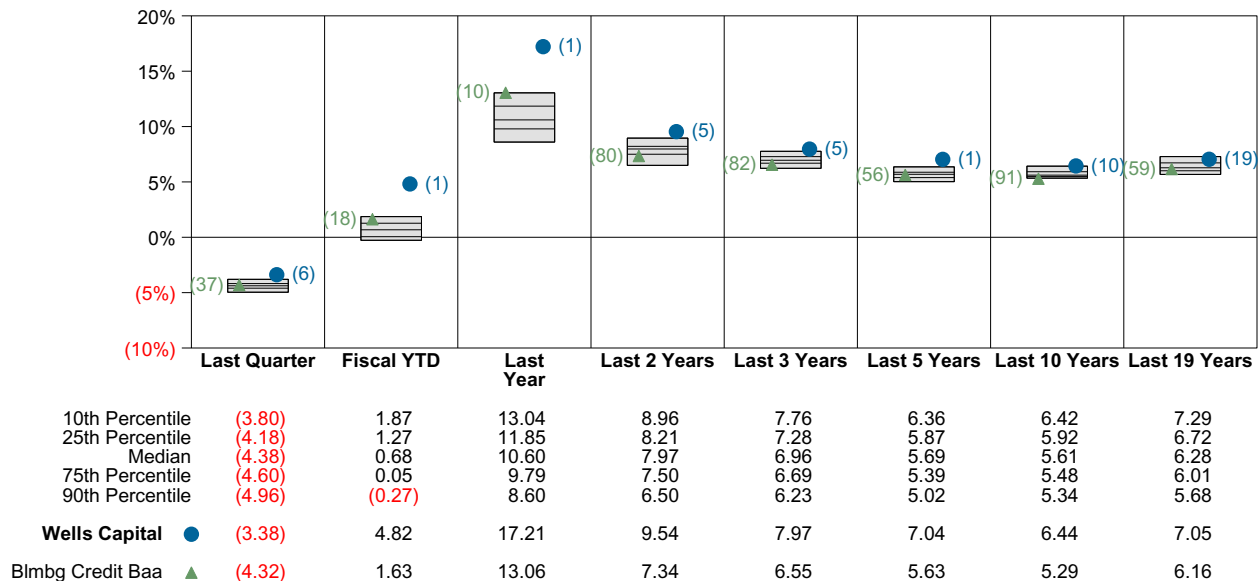 20%
15%
10%
5%
0%
(5%)
(10%)
(37) (6)
(18) (1)
(10) (1)
(80) (5)
(82) (5)
(56) (1)
(91) (10)
(59) (19)
Last Quarter Fiscal YTD Last Year Last 2 Years Last 3 Years Last 5 Years Last 10 Years Last 19 Years
10th Percentile (3.80) 1.87 13.04 8.96 7.76 6.36 6.42 7.29
25th Percentile (4.18) 1.27 11.85 8.21 7.28 5.87 5.92 6.72
Median (4.38) 0.68 10.60 7.97 6.96 5.69 5.61 6.28
75th Percentile (4.60) 0.05 9.79 7.50 6.69 5.39 5.48 6.01
90th Percentile (4.96) (0.27) 8.60 6.50 6.23 5.02 5.34 5.68
Wells Capital (3.38) 4.82 17.21 9.54 7.97 7.04 6.44 7.05
Blmbg Credit Baa (4.32) 1.63 13.06 7.34 6.55 5.63 5.29 6.16